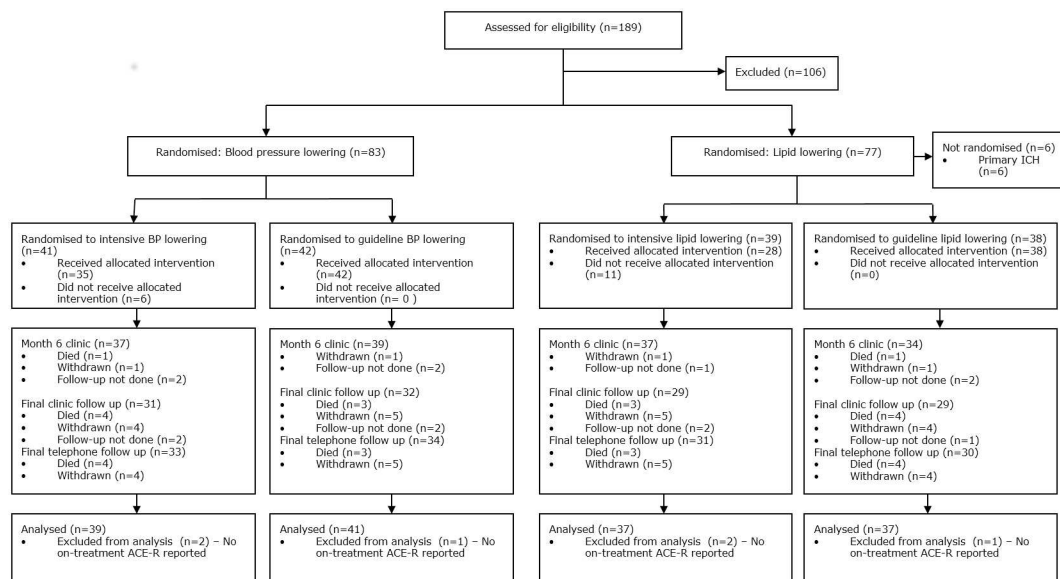 Assessed for eligibility (n=189)
Excluded (n=106)
Randomised: Blood pressure lowering (n=83)
Randomised: Lipid lowering (n=77)
Not randomised (n=6)
• Primary ICH
(n=6)
Randomised to intensive BP lowering
(n=41)
• Received allocated intervention
(n=35)
• Did not receive allocated
intervention (n=6)
Randomised to guideline BP lowering
(n=42)
• Received allocated intervention
(n=42)
• Did not receive allocated
intervention (n= 0 )
Randomised to intensive lipid lowering (n=39)
• Received allocated intervention (n=28)
• Did not receive allocated intervention
(n=11)
Randomised to guideline lipid lowering (n=38)
• Received allocated intervention (n=38)
• Did not receive allocated intervention
(n=0)
Month 6 clinic (n=37)
• Died (n=1)
• Withdrawn (n=1)
• Follow-up not done (n=2)
Final clinic follow up (n=31)
• Died (n=4)
• Withdrawn (n=4)
• Follow-up not done (n=2)
Final telephone follow up (n=33)
• Died (n=4)
• Withdrawn (n=4)
Month 6 clinic (n=39)
• Withdrawn (n=1)
• Follow-up not done (n=2)
Final clinic follow up (n=32)
• Died (n=3)
• Withdrawn (n=5)
• Follow-up not done (n=2)
Final telephone follow up (n=34)
• Died (n=3)
• Withdrawn (n=5)
Month 6 clinic (n=37)
• Withdrawn (n=1)
• Follow-up not done (n=1)
Final clinic follow up (n=29)
• Died (n=3)
• Withdrawn (n=5)
• Follow-up not done (n=2)
Final telephone follow up (n=31)
• Died (n=3)
• Withdrawn (n=5)
Month 6 clinic (n=34)
• Died (n=1)
• Withdrawn (n=1)
• Follow-up not done (n=2)
Final clinic follow up (n=29)
• Died (n=4)
• Withdrawn (n=4)
• Follow-up not done (n=1)
Final telephone follow up (n=30)
• Died (n=4)
• Withdrawn (n=4)
Analysed (n=39)
• Excluded from analysis (n=2) – No
on-treatment ACE-R reported
Analysed (n=41)
• Excluded from analysis (n=1) – No
on-treatment ACE-R reported
Analysed (n=37)
• Excluded from analysis (n=2) – No
on-treatment ACE-R reported
Analysed (n=37)
• Excluded from analysis (n=1) – No
on-treatment ACE-R reported